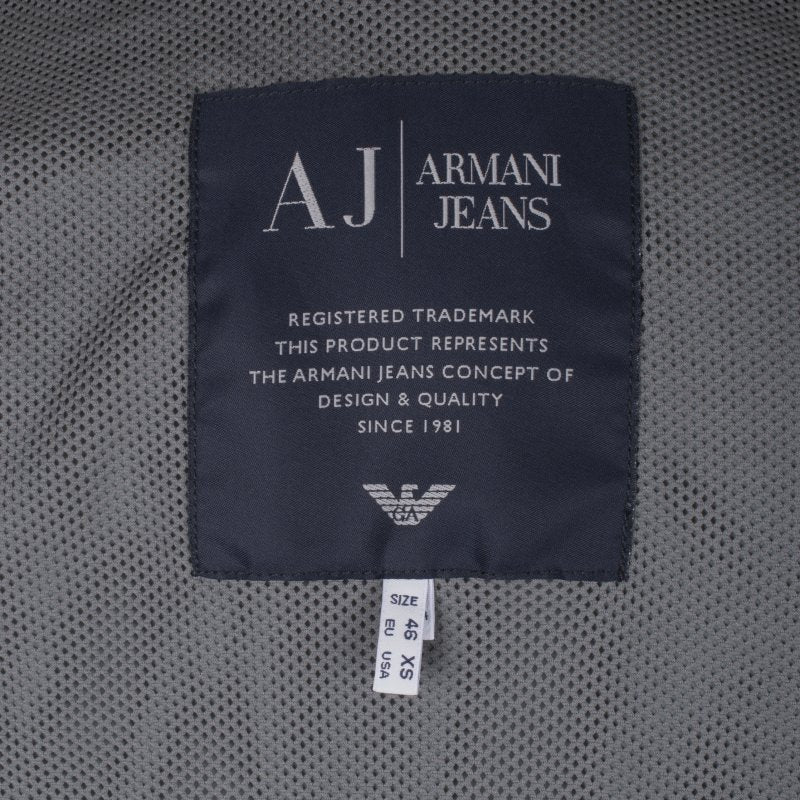 AJ ARMANI
JEANS
REGISTERED TRADEMARK
THIS PRODUCT REPRESENTS
THE ARMANI JEANS CONCEPT OF
DESIGN & QUALITY
SINCE 1981
GA
SIZE
46 XS
EU USA